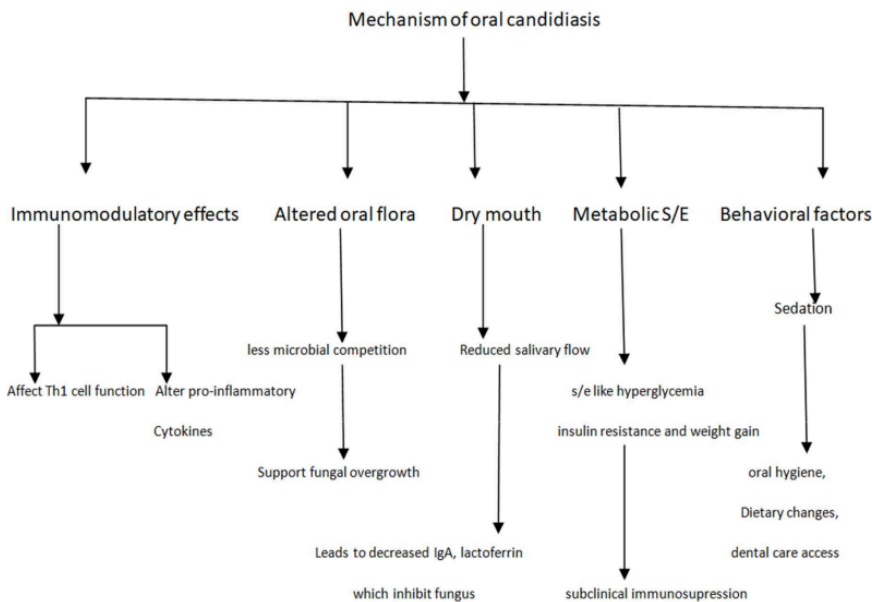 Mechanism of oral candidiasis
Immunomodulatory effects
Altered oral flora
Dry mouth
Metabolic S/E
Behavioral factors
Sedation
less microbial competition
Reduced salivary flow
Affect Th1 cell function
Alter pro-inflammatory
Cytokines
s/e like hyperglycemia
insulin resistance and weight gain
Support fungal overgrowth
oral hygiene,
Dietary changes,
dental care access
Leads to decreased IgA, lactoferrin
which inhibit fungus
subclinical immunosupression